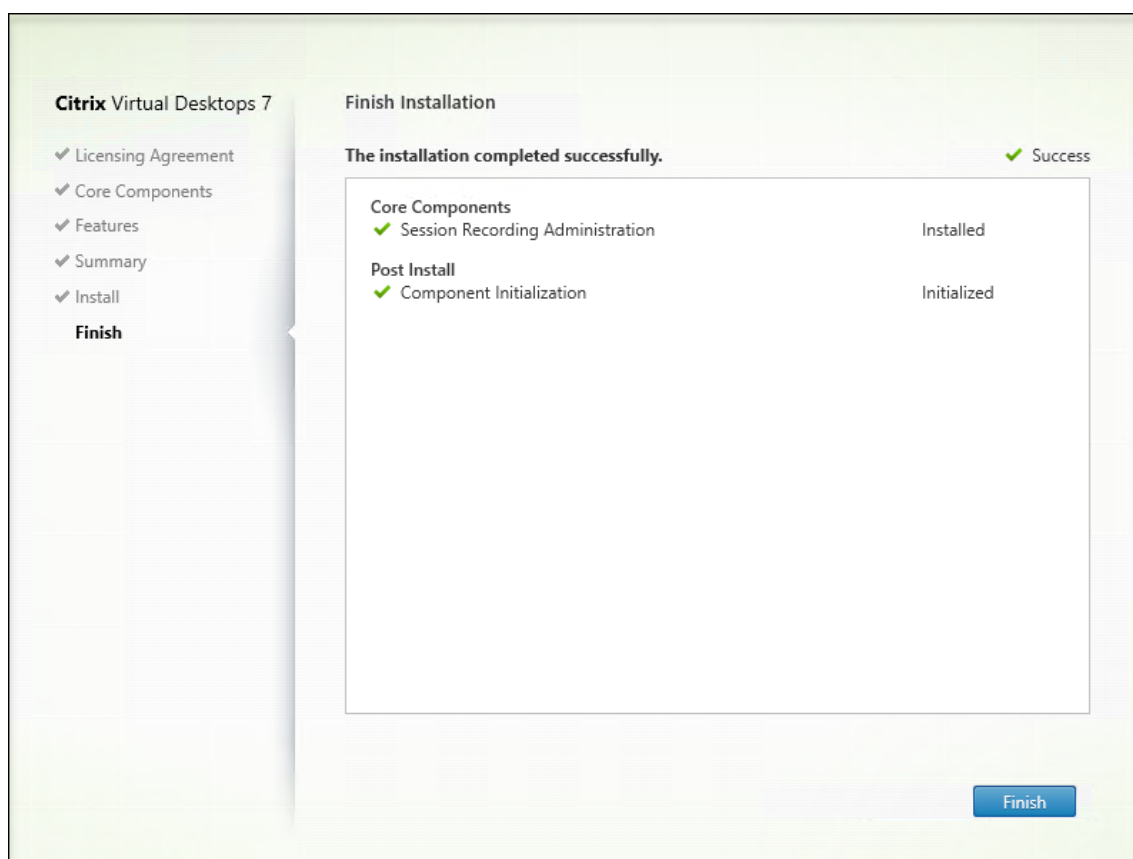 Citrix Virtual Desktops 7
Licensing Agreement
Core Components
Features
Summary
Install
Finish
Finish Installation
The installation completed successfully.
Success
Core Components
Session Recording Administration Installed
Post Install
Component Initialization Initialized
Finish